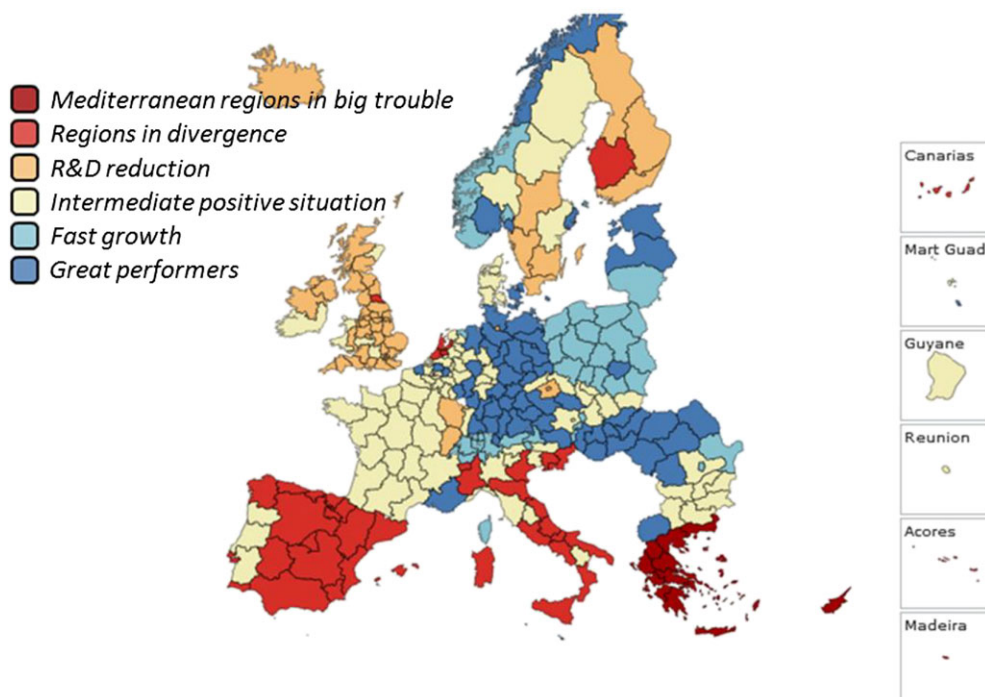 Mediterranean regions in big trouble
Regions in divergence
R&D reduction
Intermediate positive situation
Fast growth
Great performers
Canarias
Mart Guad
Guyane
Reunion
Acores
Madeira